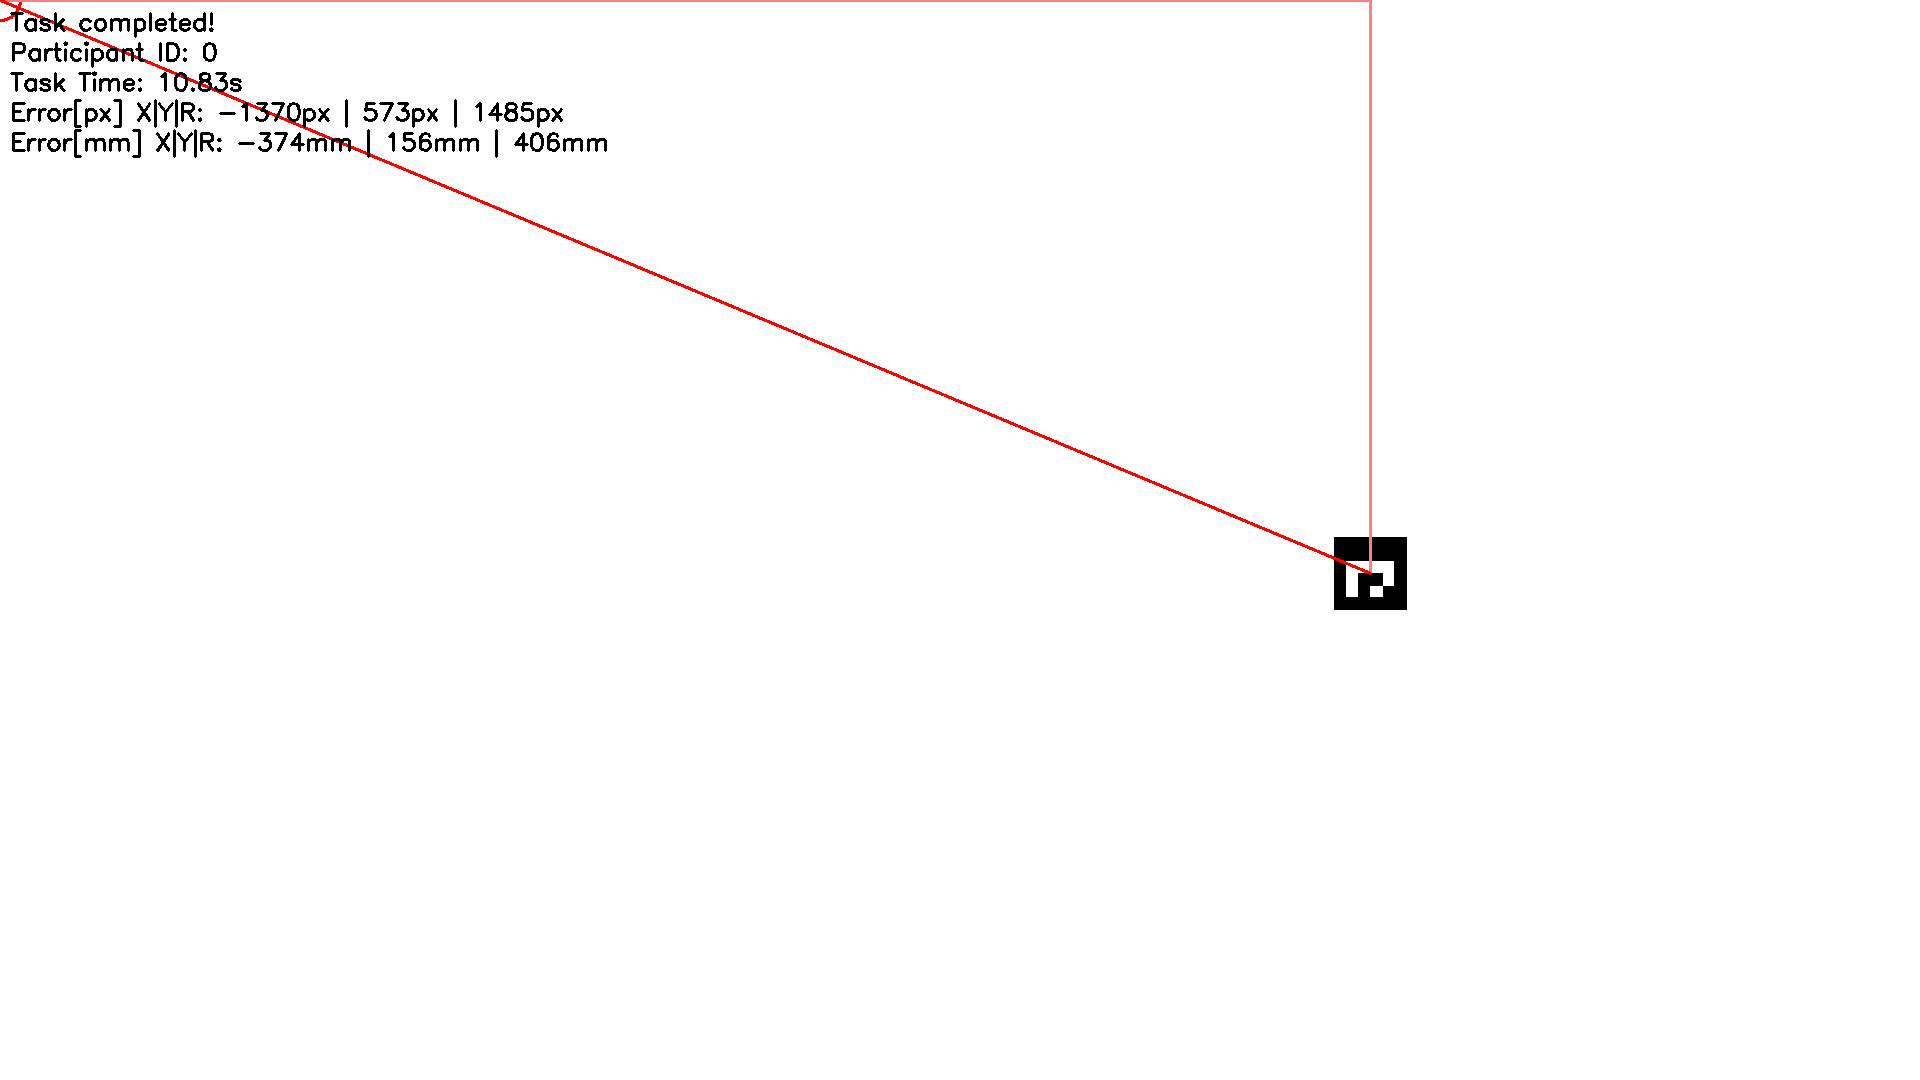 Task completed!
Participant ID: 0
Task Time: 10.83s
Error[px] X|Y|R: -1370px | 573px | 1485px
Error[mm] X|Y|R: -374mm | 156mm | 406mm